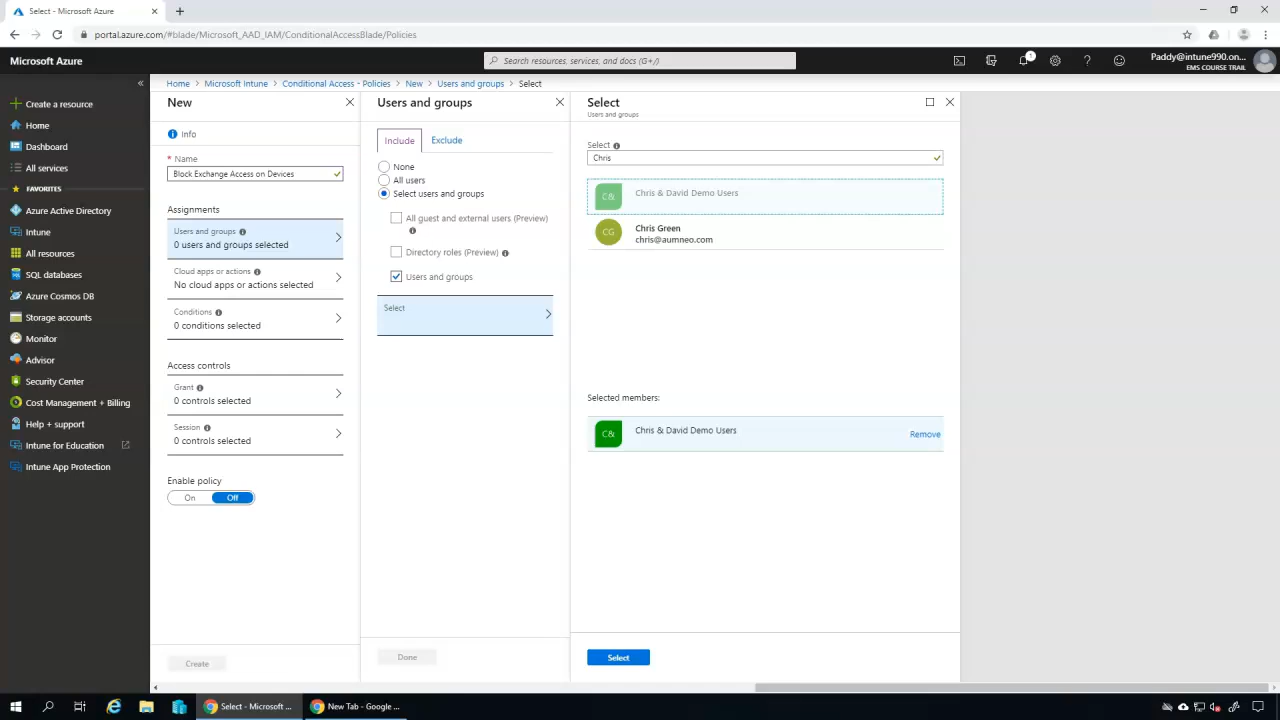 Select - Microsoft Azure
portal.azure.com/#blade/Microsoft_AAD_IAM/ConditionalAccessBlade/Policies
Microsoft Azure
Search resources, services, and docs (G+/)
1
Paddy@intune990.on...
EMS COURSE TRAIL
Create a resource
Home
Dashboard
All services
FAVORITES
Azure Active Directory
Intune
All resources
SQL databases
Azure Cosmos DB
Storage accounts
Monitor
Advisor
Security Center
Cost Management + Billing
Help + support
Intune for Education
Intune App Protection
Home > Microsoft Intune > Conditional Access - Policies > New > Users and groups > Select
New
Info
* Name
Block Exchange Access on Devices
Assignments
Users and groups
0 users and groups selected
Cloud apps or actions
No cloud apps or actions selected
Conditions
0 conditions selected
Access controls
Grant
0 controls selected
Session
0 controls selected
Enable policy
On Off
Create
Users and groups
Include Exclude
None
All users
Select users and groups
All guest and external users (Preview)
Directory roles (Preview)
Users and groups
Select
Done
Select
Users and groups
Select
Chris
C& Chris & David Demo Users
CG Chris Green
chris@aumneo.com
Selected members:
C& Chris & David Demo Users Remove
Select
Select - Microsoft ...
New Tab - Google ...